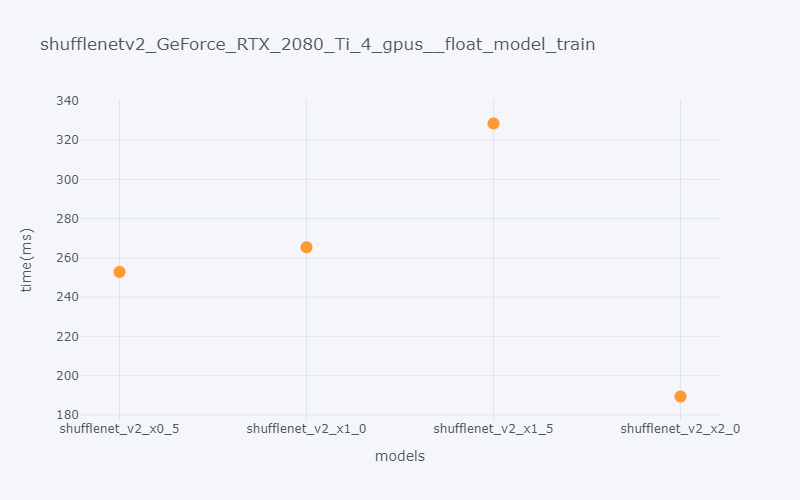 shufflenetv2_GeForce_RTX_2080_Ti_4_gpus__float_model_train
340
320
300
280
260
240
220
200
180
time(ms)
shufflenet_v2_x0_5 shufflenet_v2_x1_0 shufflenet_v2_x1_5 shufflenet_v2_x2_0
models